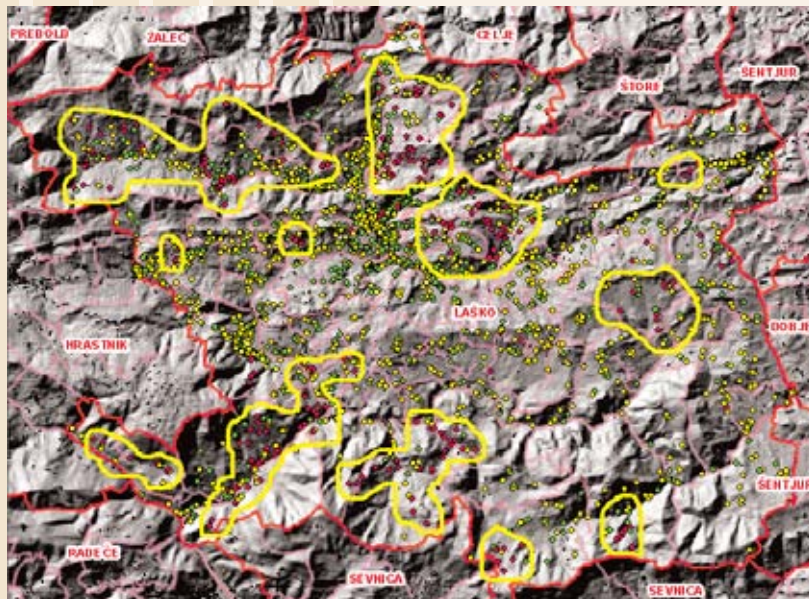 PREBOLD
ŽALEC
CELJE
ŠTORE
ŠENTJUR
LAŠKO
DOBJE
HRASTNIK
ŠENTJUR
RADEČE
SEVNICA
SEVNICA